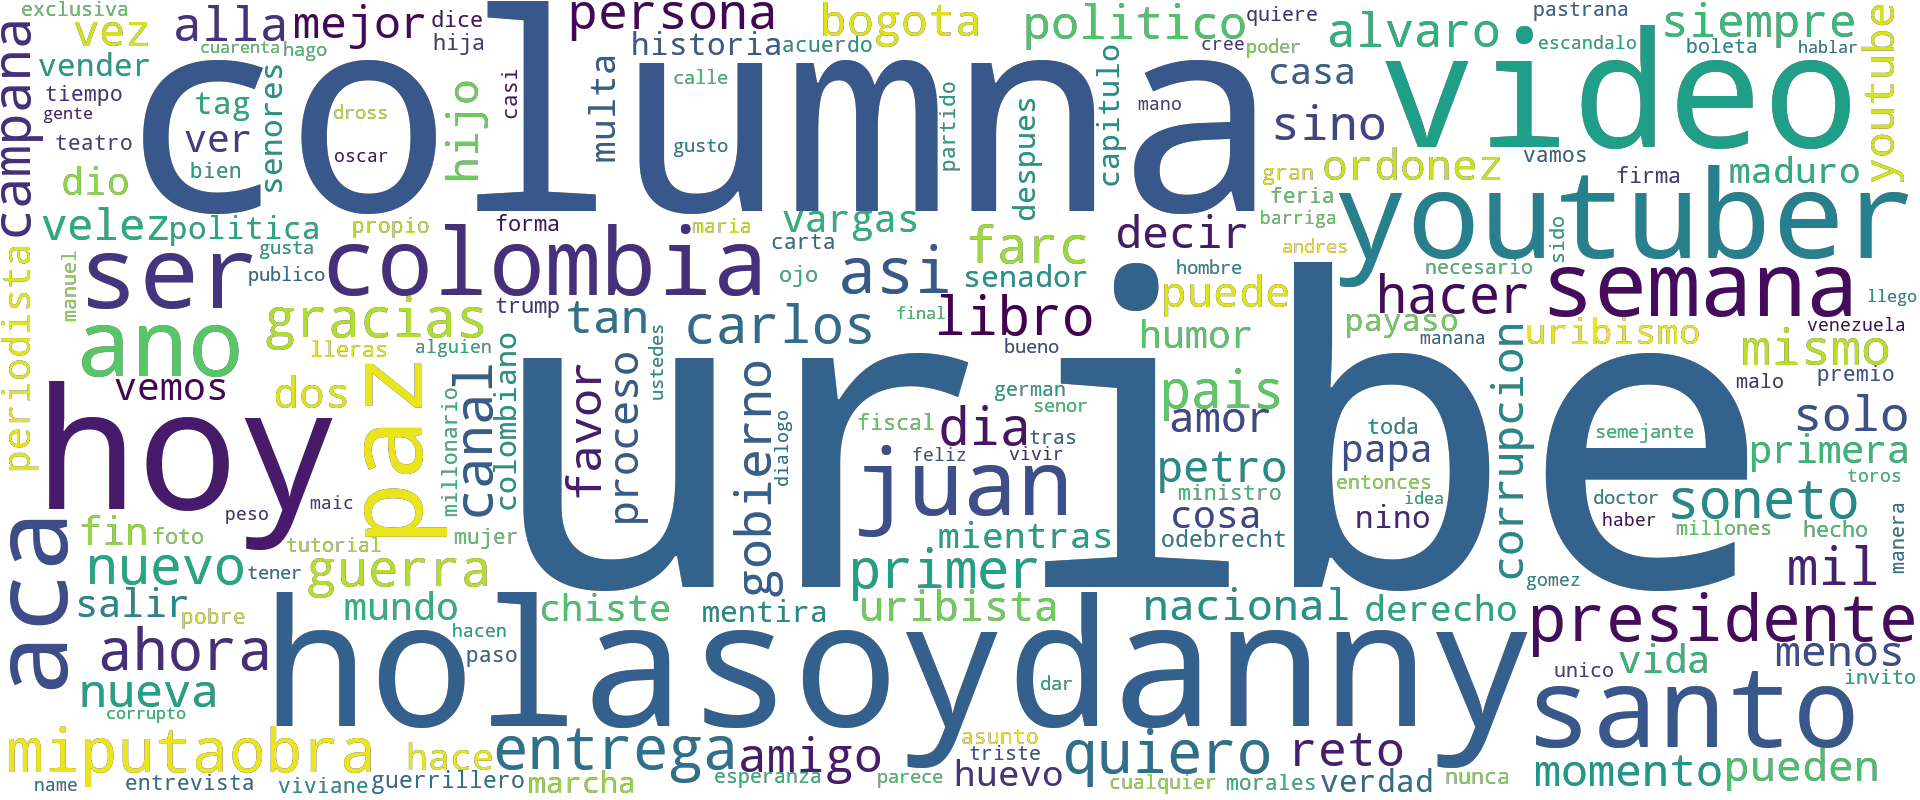 exclusiva
vez
alla
mejor
dice
hija
persona
bogota
politico
quiere
pastrana
siempre
youtube
campana
vender
cuarenta
hago
historia
acuerdo
cree
poder
alvaro
escandalo
boleta
hablar
columna
video
tiempo
gente
tag
senores
casi
multa
calle
mano
capitulo
casa
teatro
ver
dross
hijo
partido
sino
dio
bien
oscar
gusto
despues
gran
ordonez
vamos
firma
maduro
feria
youtuber
velez
politica
propio
forma
maria
vargas
barriga
periodista
gusta
carta
farc
decir
andres
sido
manuel
ser
publico
colombia
ojo
asi
senador
hombre
necesario
trump
puede
hacer
semana
llego
ano
gracias
tan
carlos
final
libro
humor
payaso
uribismo
venezuela
lleras
alguien
colombiano
ustedes
bueno
manana
mismo
vemos
dos
paz
canal
favor
proceso
gobierno
german
pais
corrupcion
malo
premio
hoy
millonario
dialogo
fiscal
senor
dia
tras
amor
toda
semejante
solo
uribe
feliz
vivir
papa
primera
juan
petro
entonces
toros
maic
ministro
idea
doctor
soneto
peso
cosa
nino
haber
aca
fin
foto
tutorial
mujer
mientras
odebrecht
millones
hecho
manera
nuevo
tener
guerra
primer
gomez
mil
salir
pobre
mundo
chiste
mentira
uribista
nacional
derecho
presidente
ahora
hacen
paso
holasoydanny
vida
menos
nueva
dar
unico
invito
corrupto
santo
miputaobra
hace
entrega
amigo
asunto
triste
quiero
reto
momento
pueden
name
entrevista
viviane
guerrillero
marcha
esperanza
parece
huevo
cualquier
morales
verdad
nunca